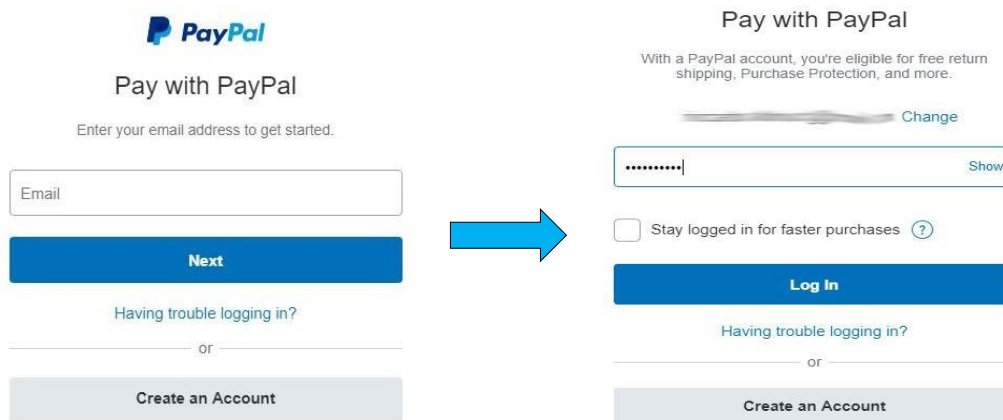 PayPal
Pay with PayPal
Enter your email address to get started.
Email
Next
Having trouble logging in?
or
Create an Account
Pay with PayPal
With a PayPal account, you're eligible for free return
shipping, Purchase Protection, and more.
Change
••••••••••
Show
Stay logged in for faster purchases ?
Log In
Having trouble logging in?
or
Create an Account